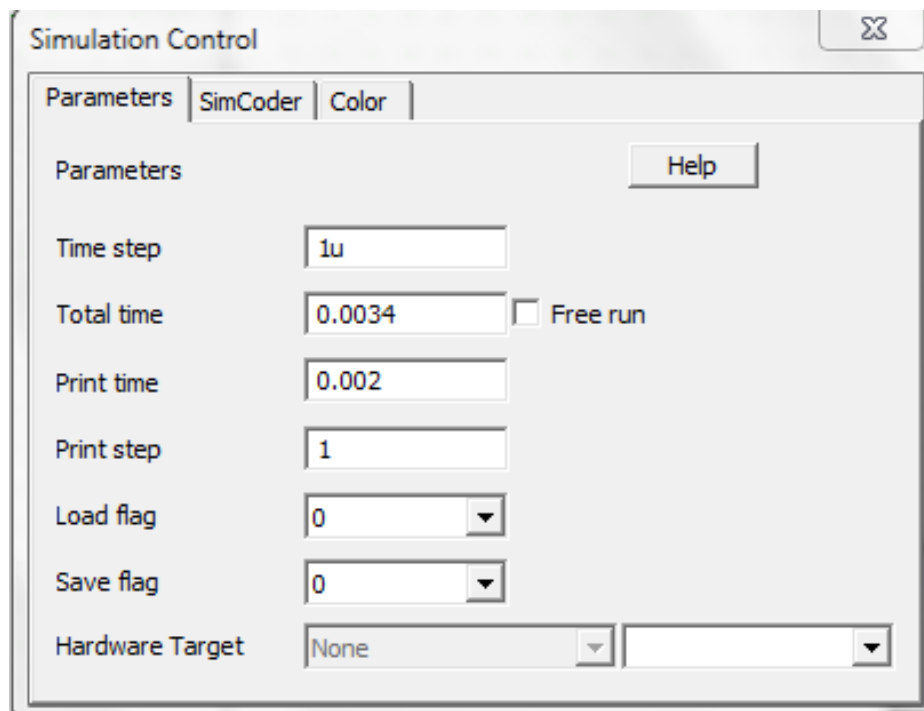 Simulation Control
Parameters SimCoder Color
Parameters Help
Time step 1u
Total time 0.0034 Free run
Print time 0.002
Print step 1
Load flag 0
Save flag 0
Hardware Target None